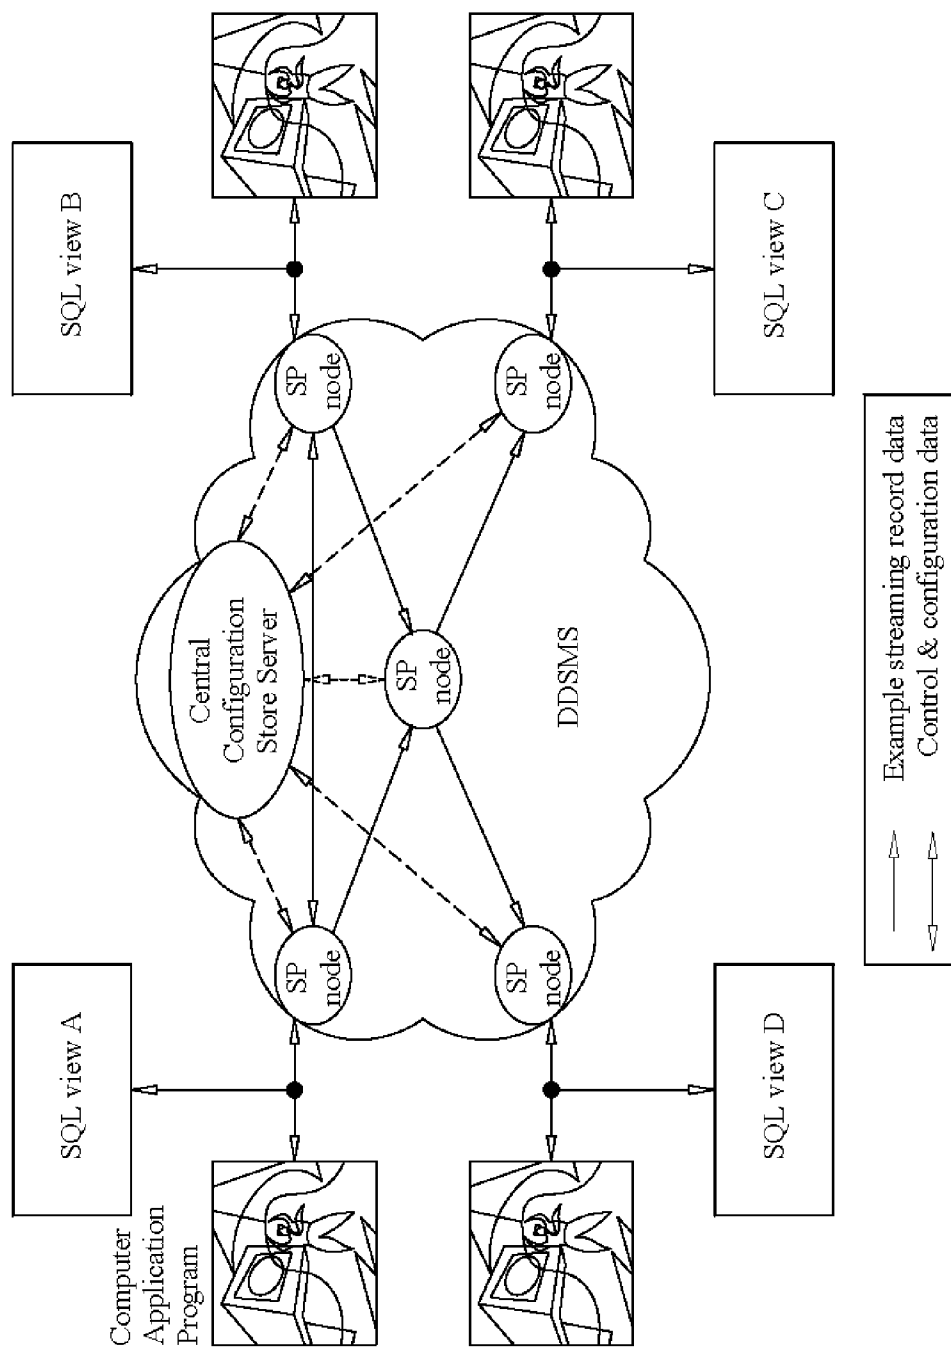 SQL view A
SQL view B
Computer
Application
Program
Central
Configuration
Store Server
SP
node
SP
node
SP
node
SP
node
SP
node
DDSMS
SQL view D
SQL view C
Example streaming record data
Control & configuration data